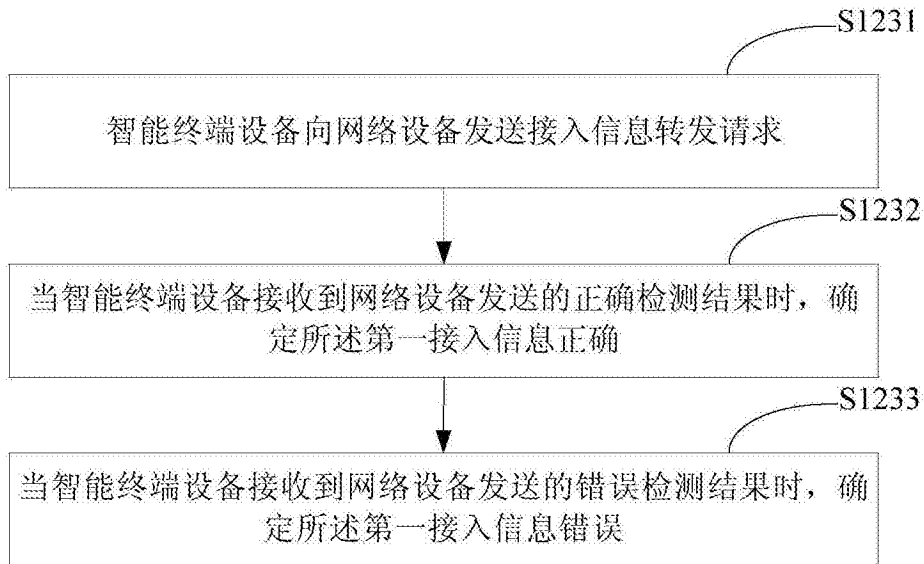 S1231
智能终端设备向网络设备发送接入信息转发请求
S1232
当智能终端设备接收到网络设备发送的正确检测结果时，确
定所述第一接入信息正确
S1233
当智能终端设备接收到网络设备发送的错误检测结果时，确
定所述第一接入信息错误